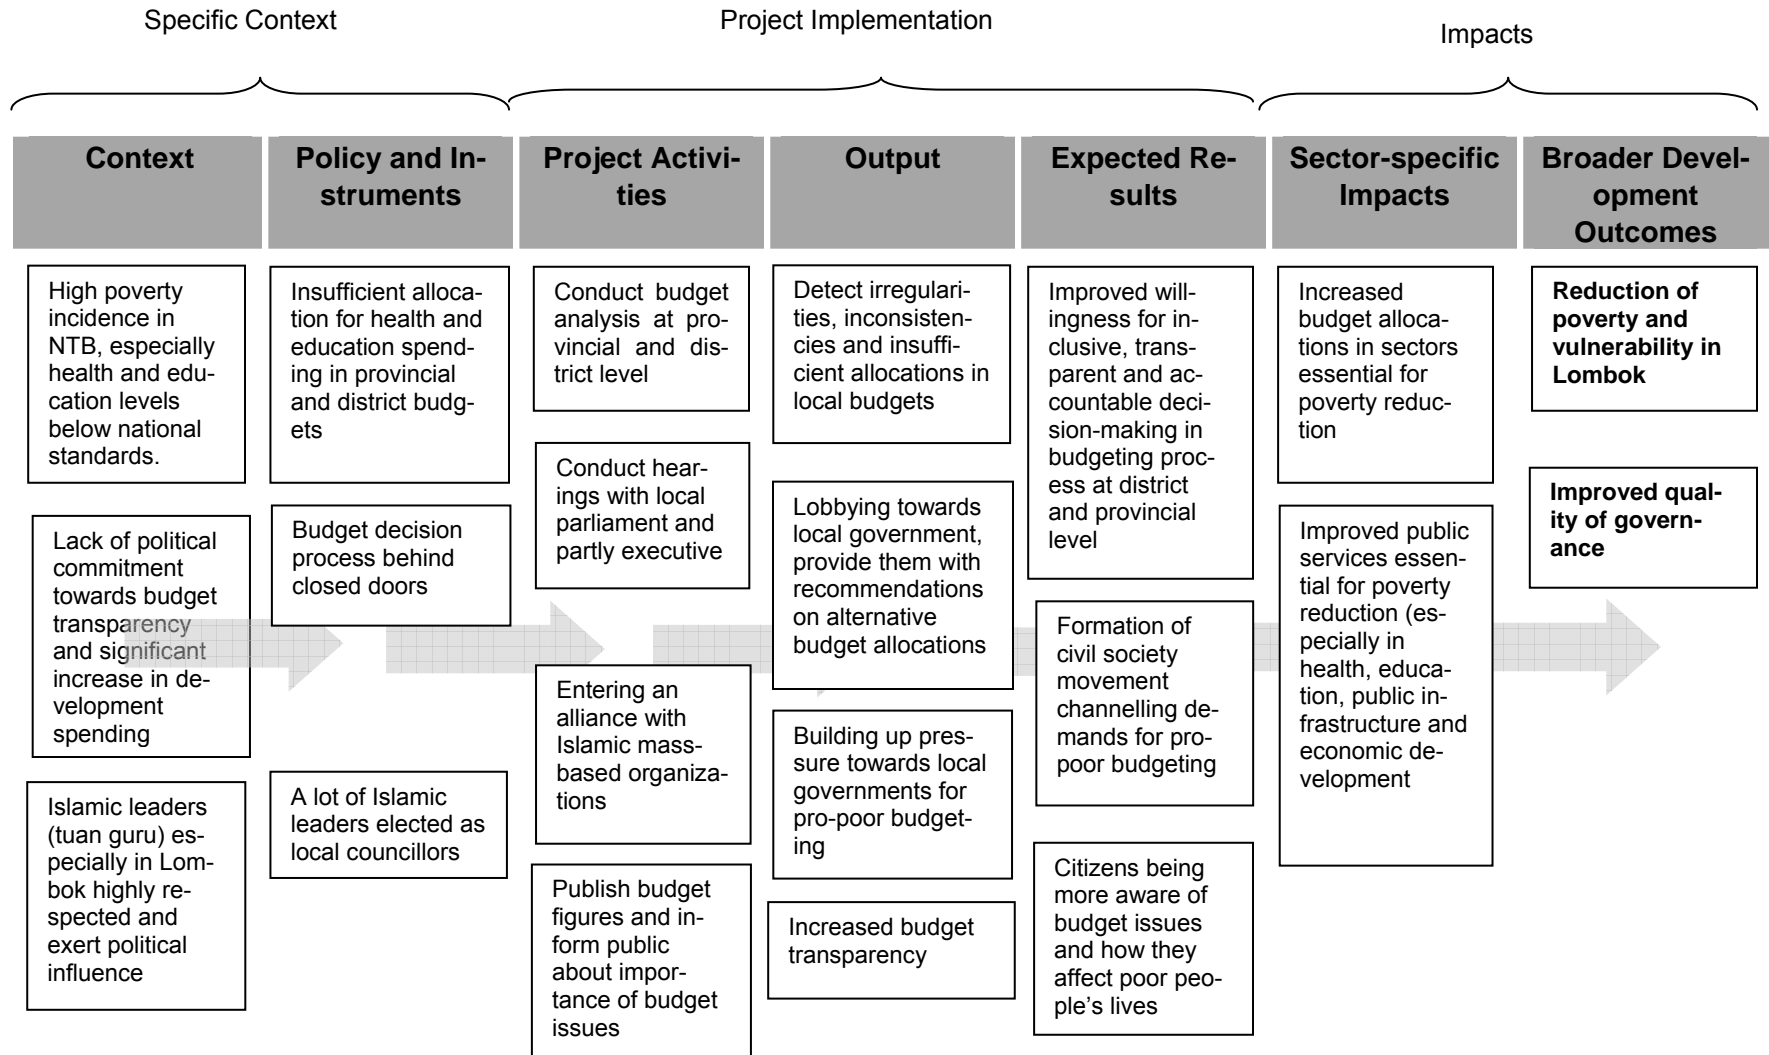 Specific Context
Project Implementation
Impacts
Context
Policy and In-
struments
Project Activi-
ties
Output
Expected Re-
sults
Sector-specific
Impacts
Broader Devel-
opment
Outcomes
High poverty
incidence in
NTB, especially
health and edu-
cation levels
below national
standards.
Lack of political
commitment
towards budget
transparency
and significant
increase in de-
velopment
spending
Islamic leaders
(tuan guru) es-
pecially in Lom-
bok highly re-
spected and
exert political
influence
Insufficient alloca-
tion for health and
education spend-
ing in provincial
and district budg-
ets
Budget decision
process behind
closed doors
A lot of Islamic
leaders elected as
local councillors
Conduct budget
analysis at pro-
vincial and dis-
trict level
Conduct hear-
ings with local
parliament and
partly executive
Entering an
alliance with
Islamic mass-
based organiza-
tions
Publish budget
figures and in-
form public
about impor-
tance of budget
issues
Detect irregulari-
ties, inconsisten-
cies and insuffi-
cient allocations in
local budgets
Lobbying towards
local government,
provide them with
recommendations
on alternative
budget allocations
Building up pres-
sure towards local
governments for
pro-poor budget-
ing
Increased budget
transparency
Improved will-
ingness for in-
clusive, trans-
parent and ac-
countable deci-
sion-making in
budgeting proc-
ess at district
and provincial
level
Formation of
civil society
movement
channelling de-
mands for pro-
poor budgeting
Citizens being
more aware of
budget issues
and how they
affect poor peo-
ple's lives
Increased
budget alloca-
tions in sectors
essential for
poverty reduc-
tion
Improved public
services essen-
tial for poverty
reduction (es-
pecially in
health, educa-
tion, public in-
frastructure and
economic de-
velopment
Reduction of
poverty and
vulnerability in
Lombok
Improved qual-
ity of govern-
ance